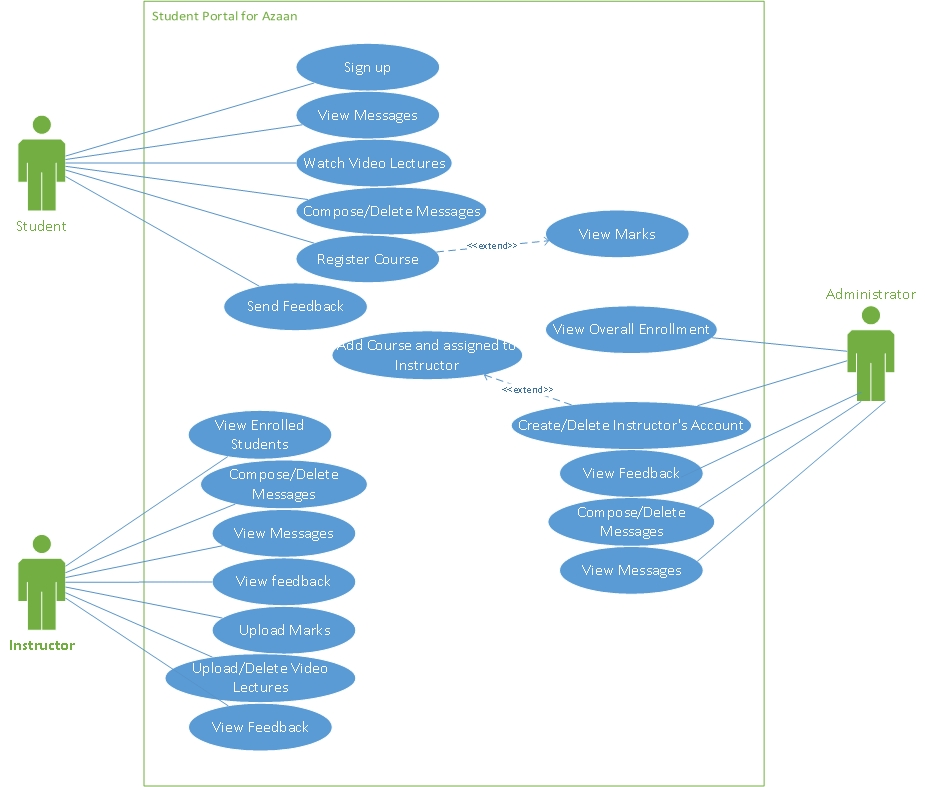 Student Portal for Azaan
Sign up
View Messages
Watch Video Lectures
Compose/Delete Messages
Register Course
<<extend>>
View Marks
Send Feedback
Student
Administrator
View Overall Enrollment
Add Course and assigned to
Instructor
<<extend>>
Create/Delete Instructor's Account
View Feedback
Compose/Delete
Messages
View Messages
View Enrolled
Students
Compose/Delete
Messages
View Messages
View feedback
Upload Marks
Upload/Delete Video
Lectures
View Feedback
Instructor